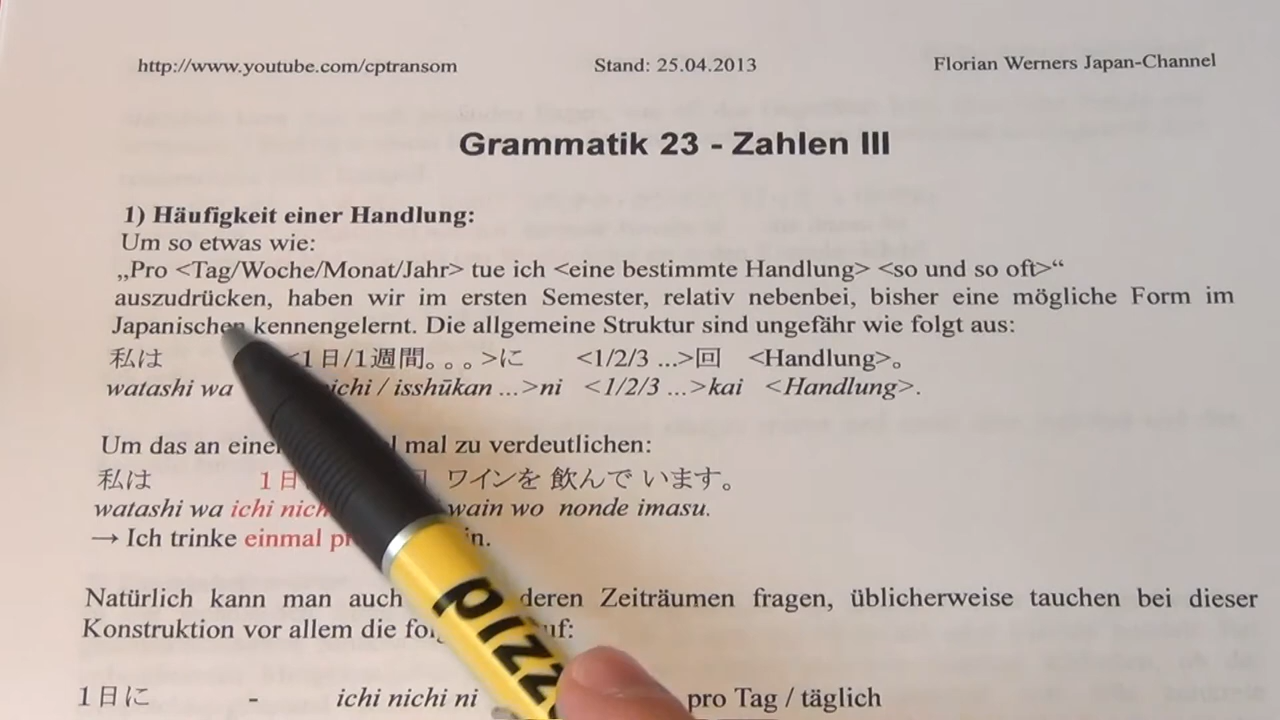 http://www.youtube.com/cptransom Stand: 25.04.2013 Florian Werners Japan-Channel
Grammatik 23 - Zahlen III
1) Häufigkeit einer Handlung:
Um so etwas wie:
„Pro <Tag/Woche/Monat/Jahr> tue ich <eine bestimmte Handlung> <so und so oft>“
auszudrücken, haben wir im ersten Semester, relativ nebenbei, bisher eine mögliche Form im
Japanischen kennengelernt. Die allgemeine Struktur sind ungefähr wie folgt aus:
私は <1日/1週間。。。>に <1/2/3 ...>回 <Handlung>。
watashi wa nichi / isshūkan ...>ni <1/2/3 ...>kai <Handlung>.
Um das an mal zu verdeutlichen:
私は 1日 ワインを 飲んで います。
watashi wa ichi wain wo nonde imasu.
→ Ich trinke einmal
Natürlich kann man auch deren Zeiträumen fragen, üblicherweise tauchen bei dieser
Konstruktion vor allem die uf:
pizz
1日に - ichi nichi ni pro Tag / täglich